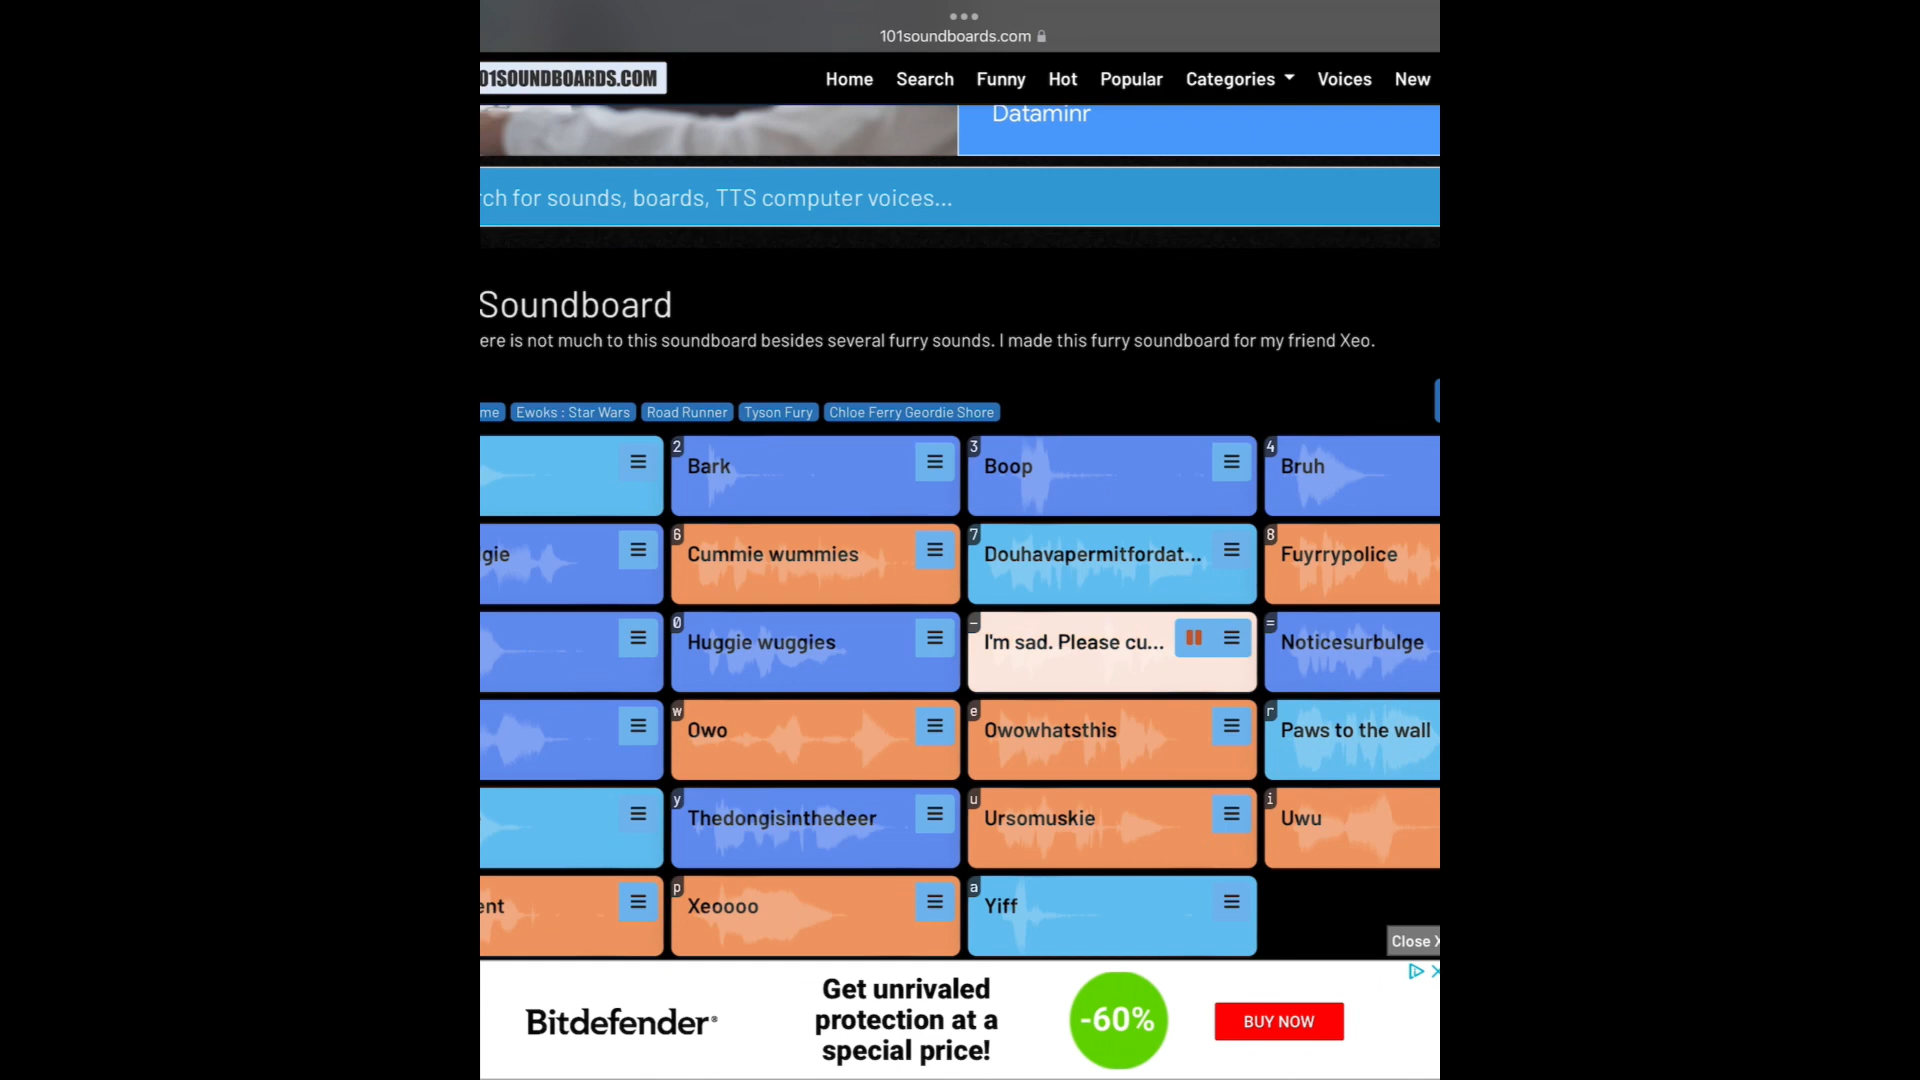 101soundboards.com
01SOUNDBOARDS.COM
Home Search Funny Hot Popular Categories Voices New
Dataminr
rch for sounds, boards, TTS computer voices...
Soundboard
ere is not much to this soundboard besides several furry sounds. I made this furry soundboard for my friend Xeo.
me Ewoks : Star Wars Road Runner Tyson Fury Chloe Ferry Geordie Shore
2 Bark 3 Boop 4 Bruh
gie 6 Cummie wummies 7 Douhavapermitfordat... 8 Fuyrrypolice
0 Huggie wuggies - I'm sad. Please cu... = Noticesurbulge
w Owo e Owowhatsthis r Paws to the wall
y Thedongisinthedeer u Ursomuskie i Uwu
ent p Xeoooo a Yiff
Close X
Bitdefender®
Get unrivaled
protection at a
special price!
-60%
BUY NOW